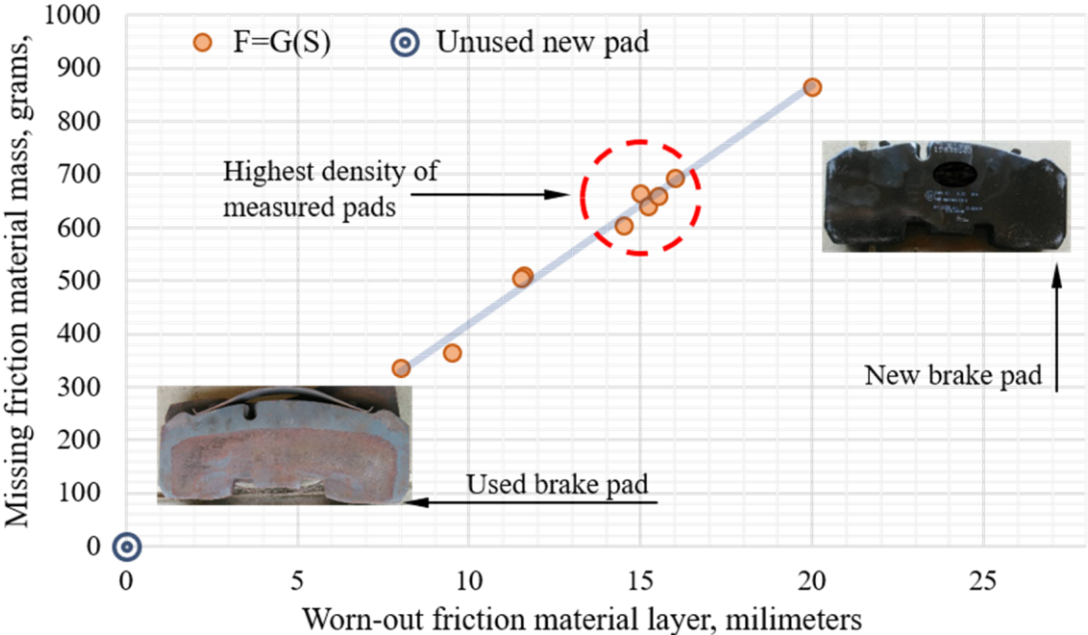 Missing friction material mass, grams,
1000
900
800
700
600
500
400
300
200
100
0
F=G(S)
Unused new pad
Highest density of
measured pads
New brake pad
Used brake pad
0
5
10
15
20
25
Worn-out friction material layer, milimeters